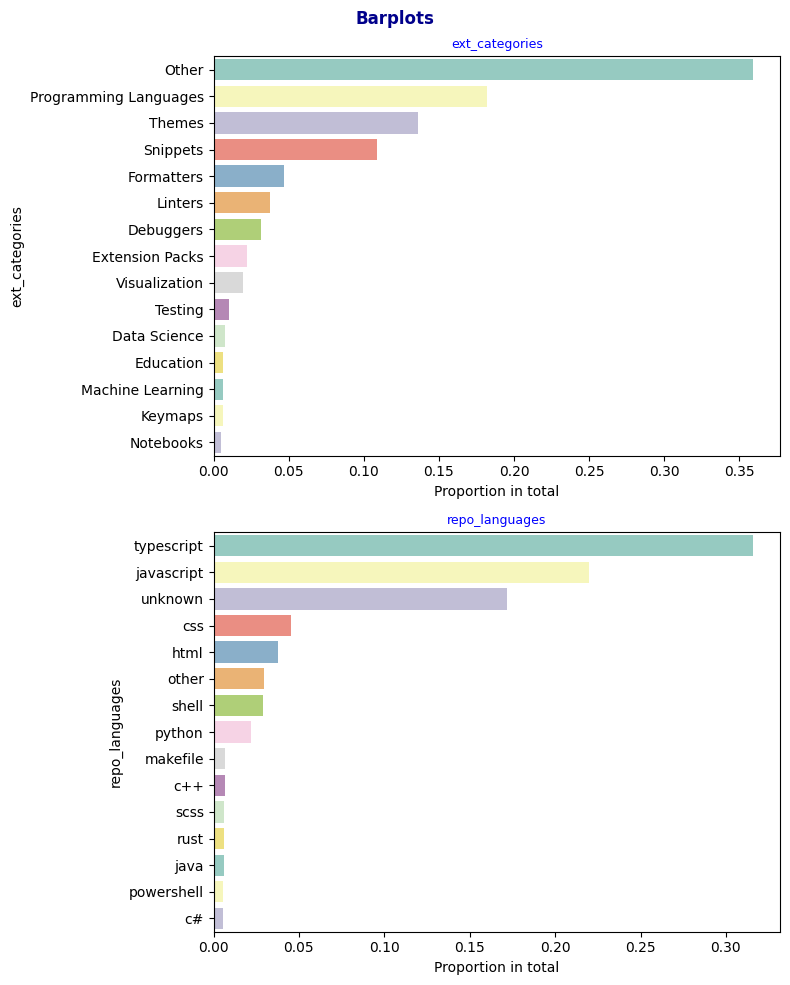 Barplots
ext_categories
ext_categories
Other
Programming Languages
Themes
Snippets
Formatters
Linters
Debuggers
Extension Packs
Visualization
Testing
Data Science
Education
Machine Learning
Keymaps
Notebooks
0.00 0.05 0.10 0.15 0.20 0.25 0.30 0.35
Proportion in total
repo_languages
repo_languages
typescript
javascript
unknown
css
html
other
shell
python
makefile
c++
scss
rust
java
powershell
c#
0.00 0.05 0.10 0.15 0.20 0.25 0.30
Proportion in total